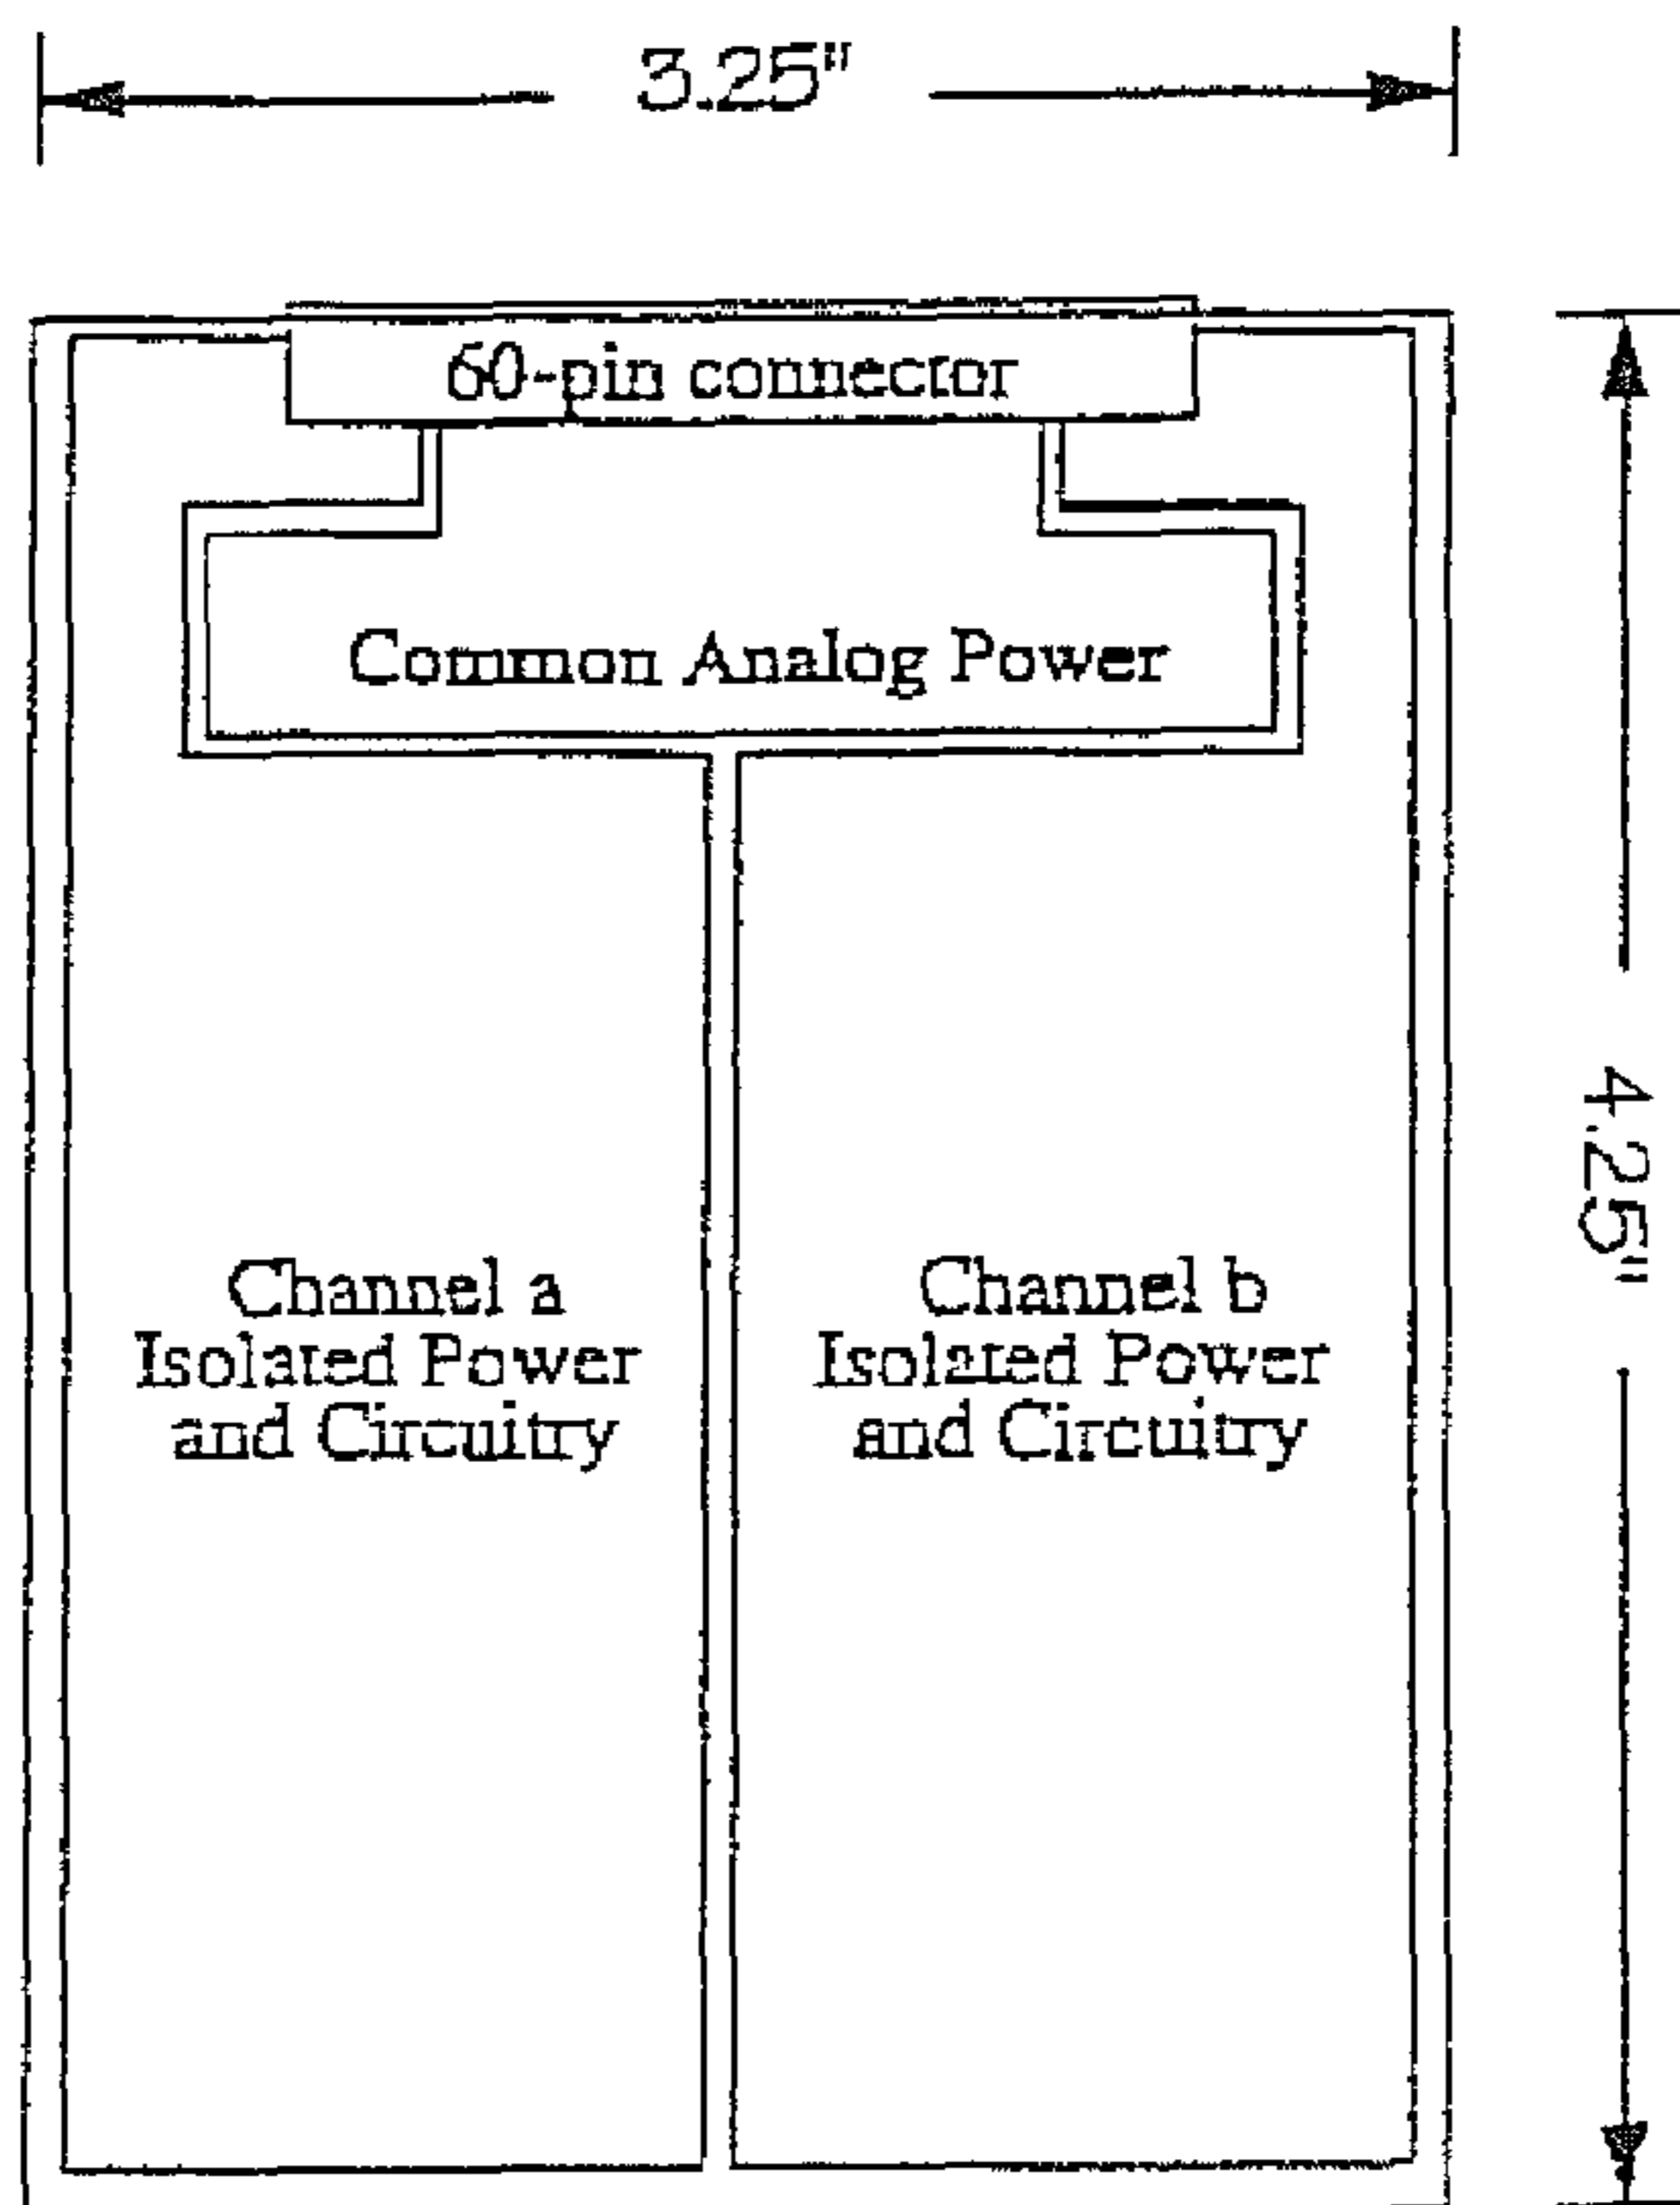 3.25"
60-pin connector
Common Analog Power
4.25"
Channel a
Isolated Power
and Circuitry
Channel b
Isolated Power
and Circuitry